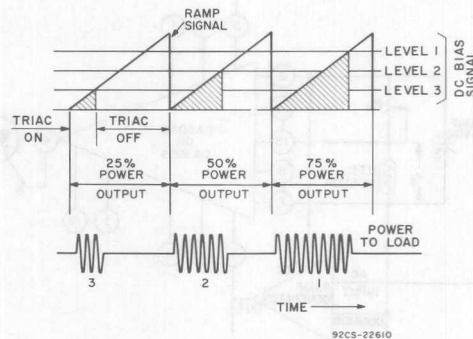 RAMP
SIGNAL
LEVEL 1
LEVEL 2
LEVEL 3
DC BIAS
SIGNAL
TRIAC
ON
TRIAC
OFF
25%
POWER
OUTPUT
50%
POWER
OUTPUT
75%
POWER
OUTPUT
POWER
TO LOAD
3
2
1
TIME
92CS-22610